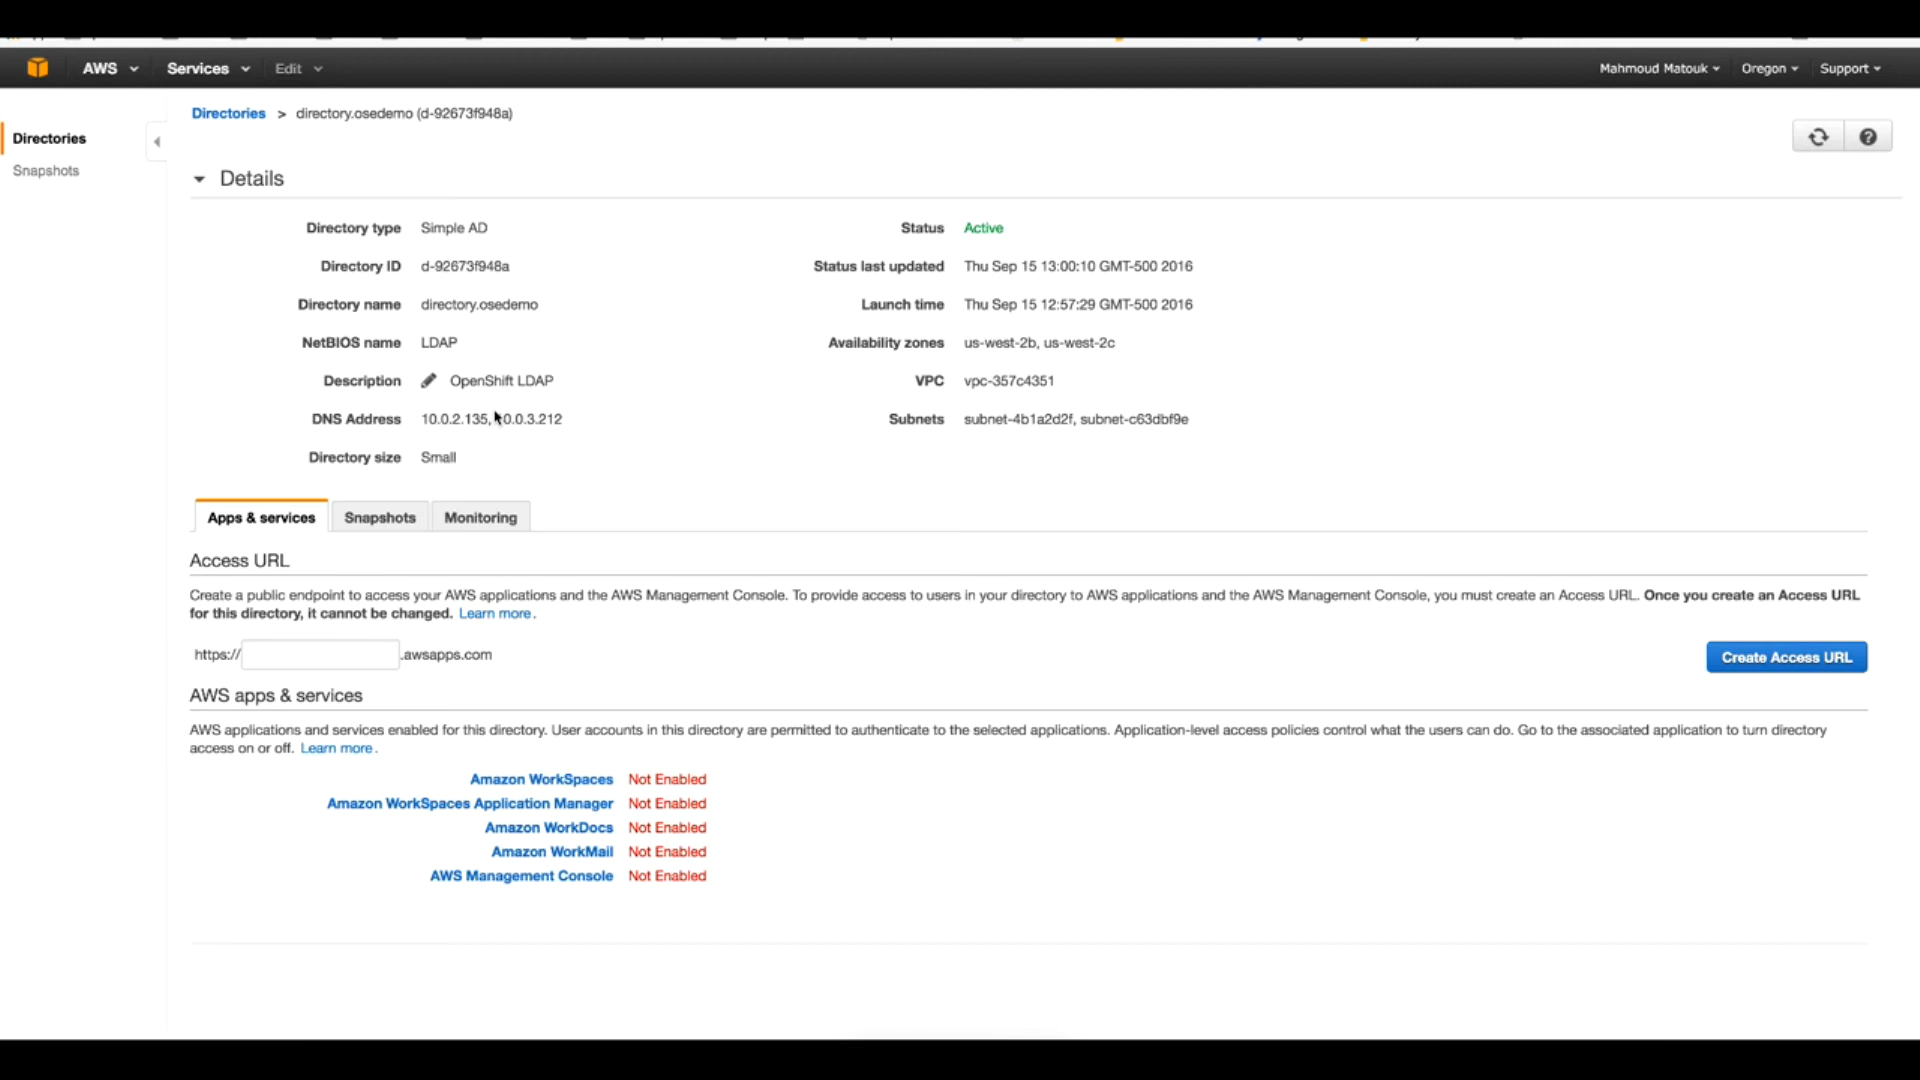 AWS Services Edit Mahmoud Matouk Oregon Support
Directories > directory.osedemo (d-92673f948a)
Directories
Snapshots
Details
Directory type Simple AD Status Active
Directory ID d-92673f948a Status last updated Thu Sep 15 13:00:10 GMT-500 2016
Directory name directory.osedemo Launch time Thu Sep 15 12:57:29 GMT-500 2016
NetBIOS name LDAP Availability zones us-west-2b, us-west-2c
Description OpenShift LDAP VPC vpc-357c4351
DNS Address 10.0.2.135, 10.0.3.212 Subnets subnet-4b1a2d2f, subnet-c63dbf9e
Directory size Small
Apps & services Snapshots Monitoring
Access URL
Create a public endpoint to access your AWS applications and the AWS Management Console. To provide access to users in your directory to AWS applications and the AWS Management Console, you must create an Access URL. Once you create an Access URL
for this directory, it cannot be changed. Learn more.
https:// .awsapps.com Create Access URL
AWS apps & services
AWS applications and services enabled for this directory. User accounts in this directory are permitted to authenticate to the selected applications. Application-level access policies control what the users can do. Go to the associated application to turn directory
access on or off. Learn more.
Amazon WorkSpaces Not Enabled
Amazon WorkSpaces Application Manager Not Enabled
Amazon WorkDocs Not Enabled
Amazon WorkMail Not Enabled
AWS Management Console Not Enabled